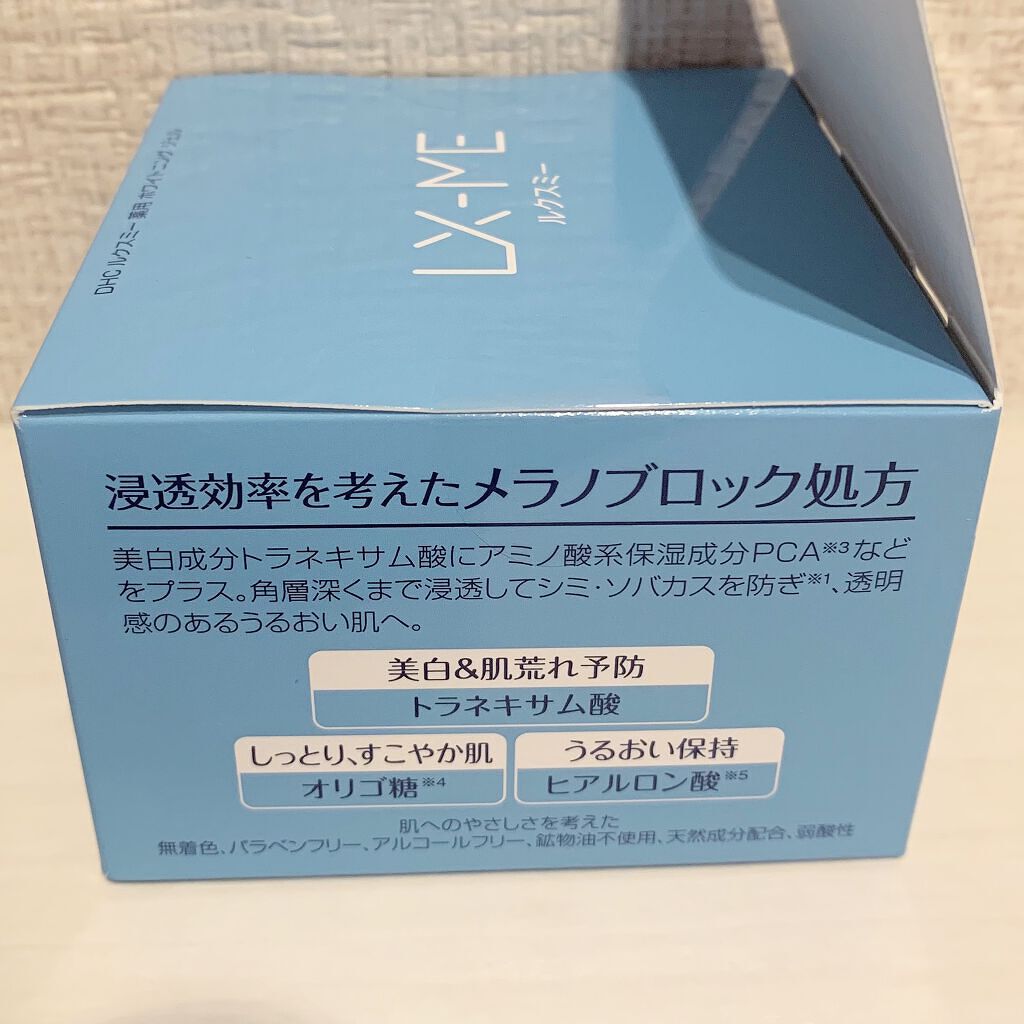 DHC ルクスミー 薬用 ホワイトニング ジェル
LX-ME
ルクスミー
浸透効率を考えたメラノブロック処方
美白成分トラネキサム酸にアミノ酸系保湿成分PCA※3など
をプラス。角層深くまで浸透してシミ・ソバカスを防ぎ※1、透明
感のあるうるおい肌へ。
美白&肌荒れ予防
トラネキサム酸
しっとり、すこやか肌
オリゴ糖※4
うるおい保持
ヒアルロン酸※5
肌へのやさしさを考えた
無着色、パラベンフリー、アルコールフリー、鉱物油不使用、天然成分配合、弱酸性